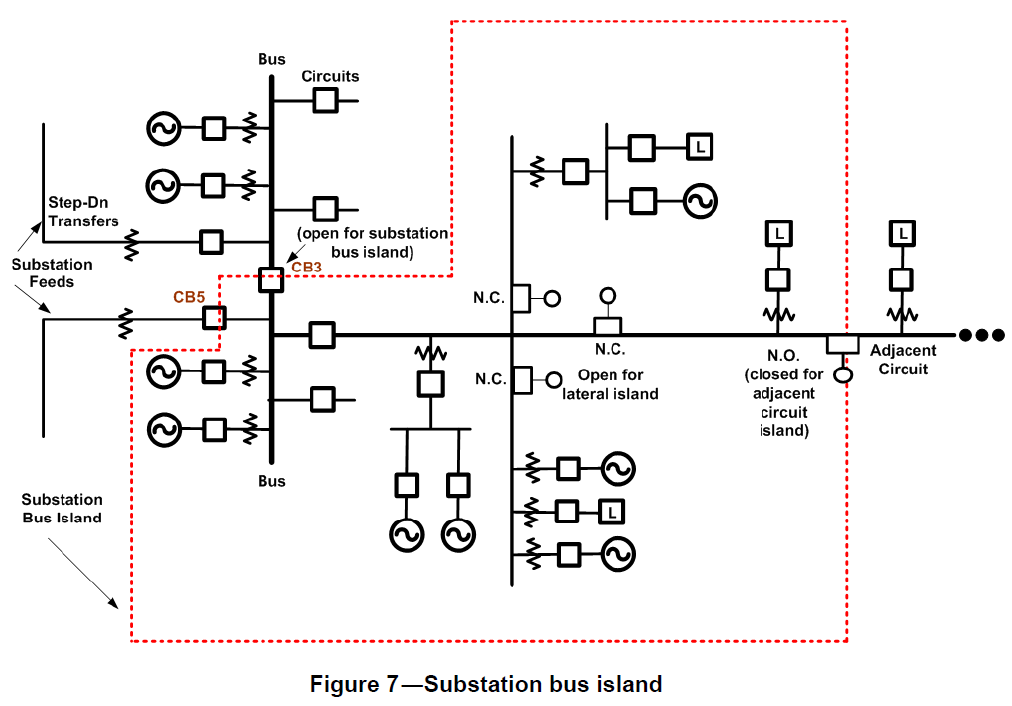 Bus
Circuits
Step-Dn
Transfers
Substation
Feeds
(open for substation
bus island)
CB3
CB5
L
N.C.
N.C.
Open for
lateral island
N.C.
L
L
N.O.
(closed for
adjacent
circuit
island)
Adjacent
Circuit
Bus
L
Substation
Bus Island
Figure 7—Substation bus island